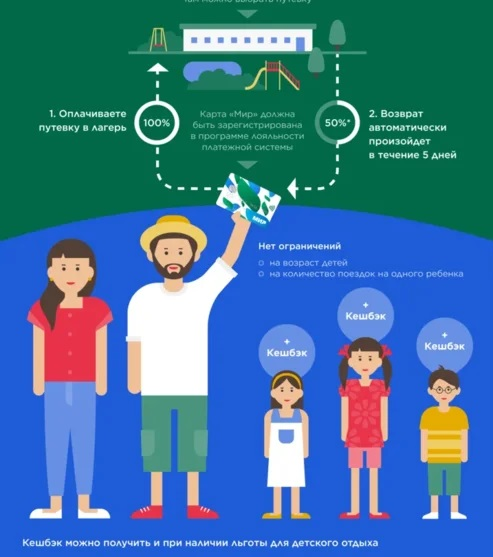 1. Оплачиваете
путевку в лагерь
100%
Карта «Мир» должна
быть зарегистрирована
в программе лояльности
платежной системы
50%*
2. Возврат
автоматически
произойдет
в течение 5 дней
МИР
Нет ограничений
на возраст детей
на количество поездок на одного ребенка
+
Кешбэк
+
Кешбэк
+
Кешбэк
Кешбэк можно получить и при наличии льготы для детского отдыха